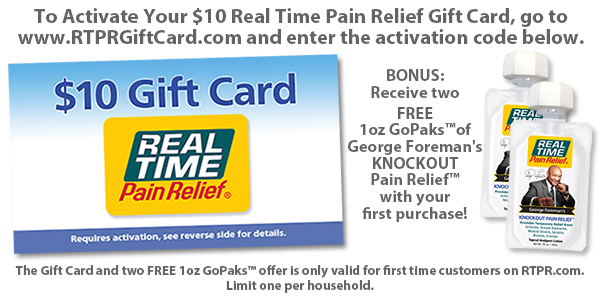 To Activate Your $10 Real Time Pain Relief Gift Card, go to
www.RTPRGiftCard.com and enter the activation code below.
$10 Gift Card
REAL
TIME
Pain Relief®
Requires activation, see reverse side for details.
BONUS:
Receive two
FREE
1oz GoPaks™of
George Foreman's
KNOCKOUT
Pain Relief™
with your
first purchase!
REAL
TIME
Pain Relief
George Foreman's
KNOCKOUT PAIN RELIEF™
The Gift Card and two FREE 1oz GoPaks™ offer is only valid for first time customers on RTPR.com.
Limit one per household.